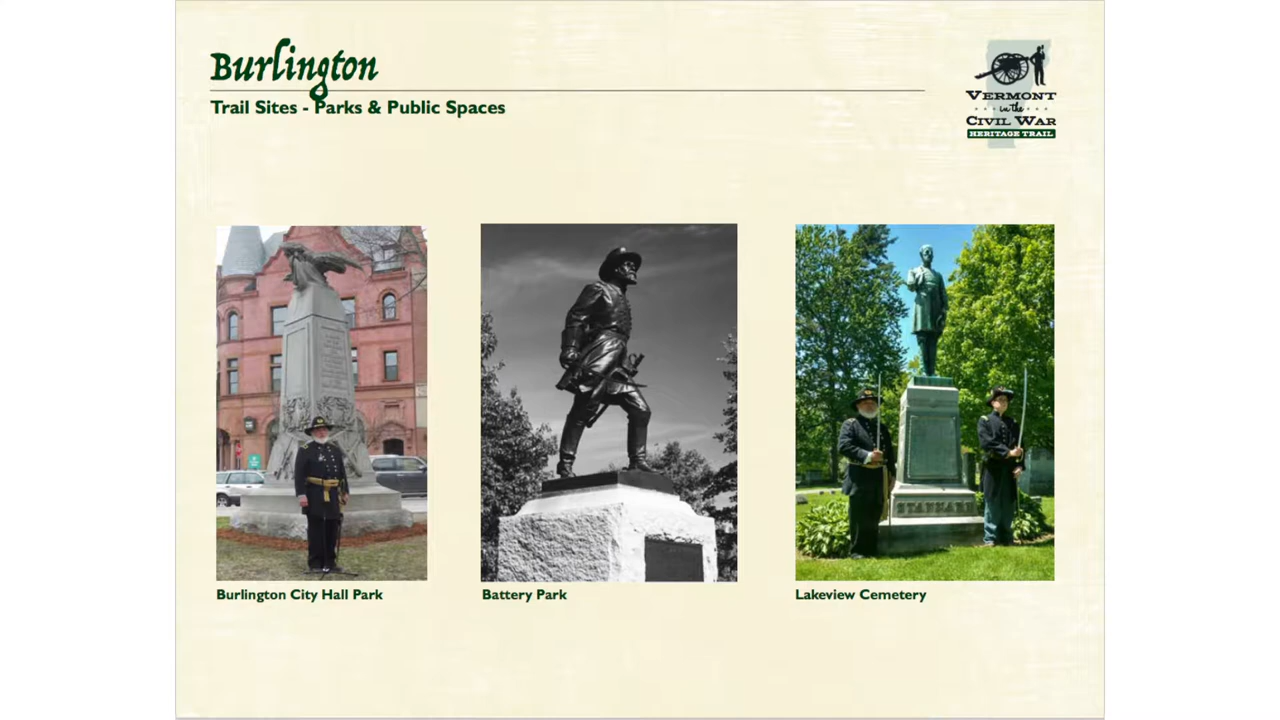 Burlington
Trail Sites - Parks & Public Spaces
VERMONT
in the
CIVIL WAR
HERITAGE TRAIL
STANNARD
Burlington City Hall Park
Battery Park
Lakeview Cemetery